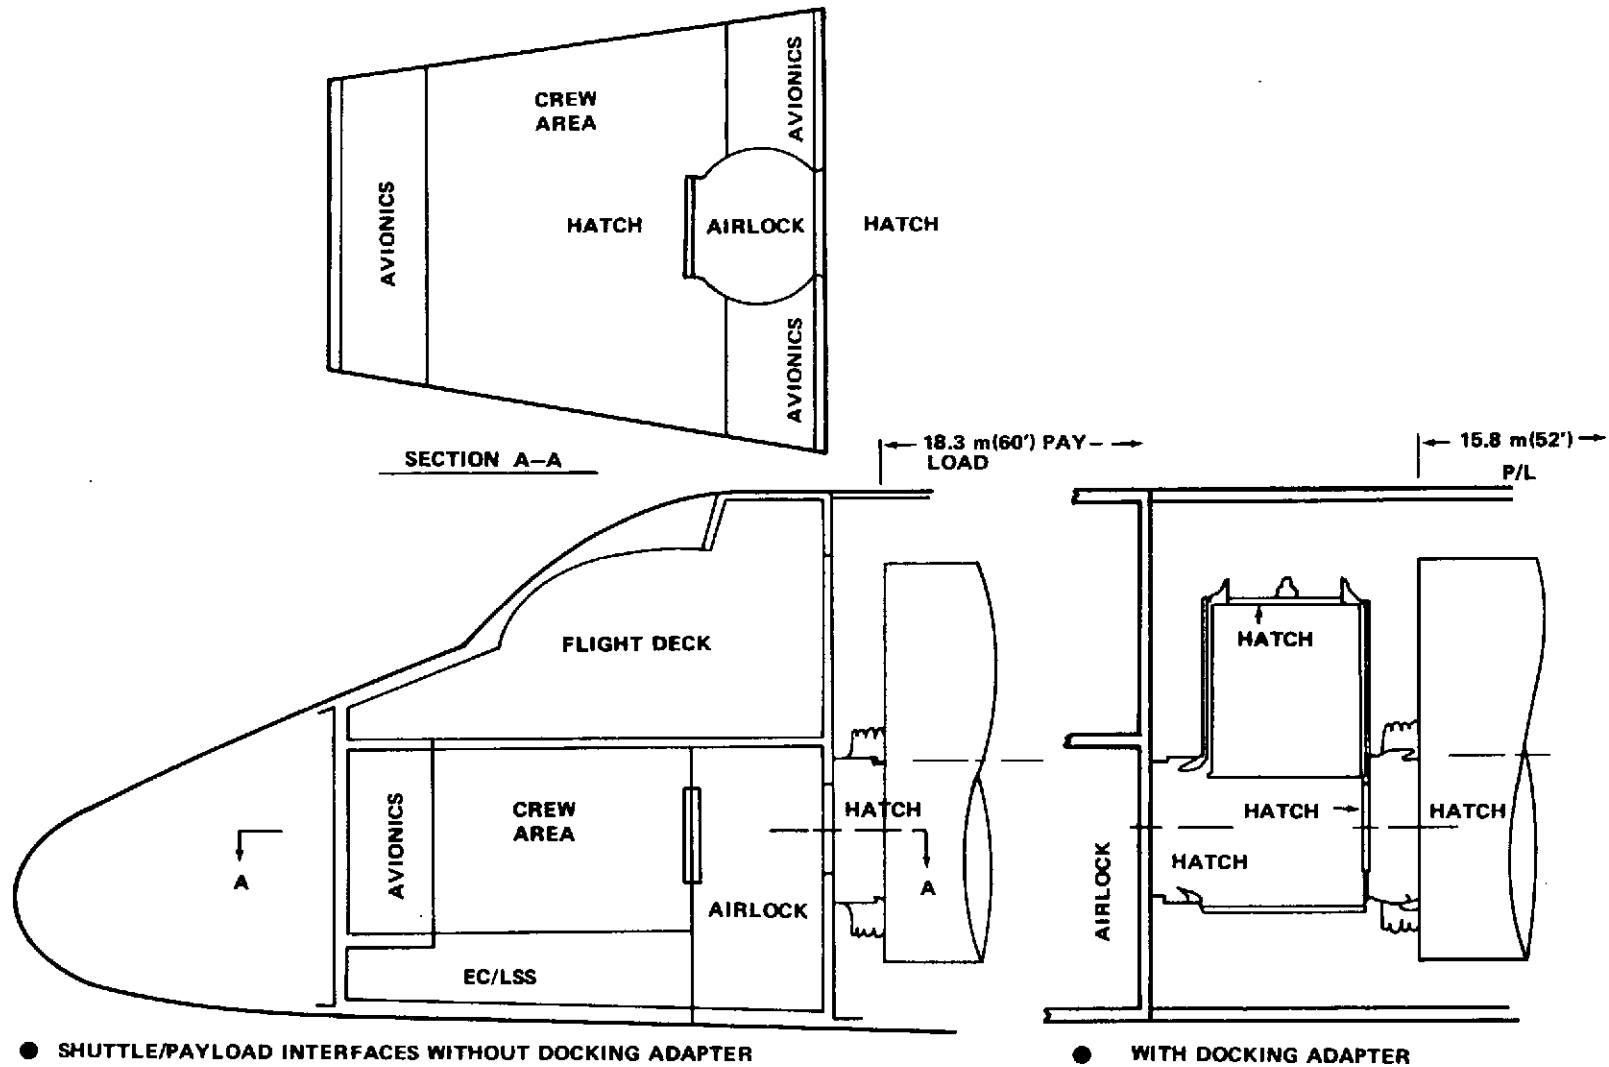 CREW
AREA
AVIONICS
AVIONICS
HATCH
AIRLOCK
HATCH
AVIONICS
SECTION A–A
18.3 m(60') PAY-
LOAD
15.8 m(52')
P/L
FLIGHT DECK
HATCH
AVIONICS
CREW
AREA
HATCH
HATCH
HATCH
A
A
HATCH
AIRLOCK
AIRLOCK
EC/LSS
● SHUTTLE/PAYLOAD INTERFACES WITHOUT DOCKING ADAPTER
● WITH DOCKING ADAPTER